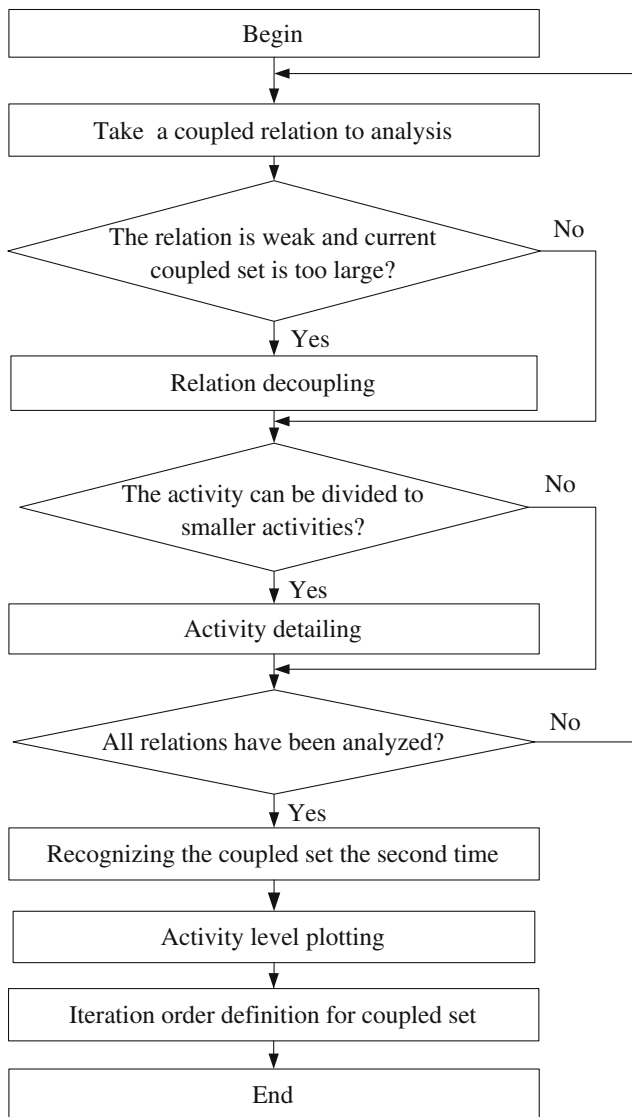 Begin
Take a coupled relation to analysis
The relation is weak and current
coupled set is too large?
No
Yes
Relation decoupling
The activity can be divided to
smaller activities?
No
Yes
Activity detailing
All relations have been analyzed?
No
Yes
Recognizing the coupled set the second time
Activity level plotting
Iteration order definition for coupled set
End